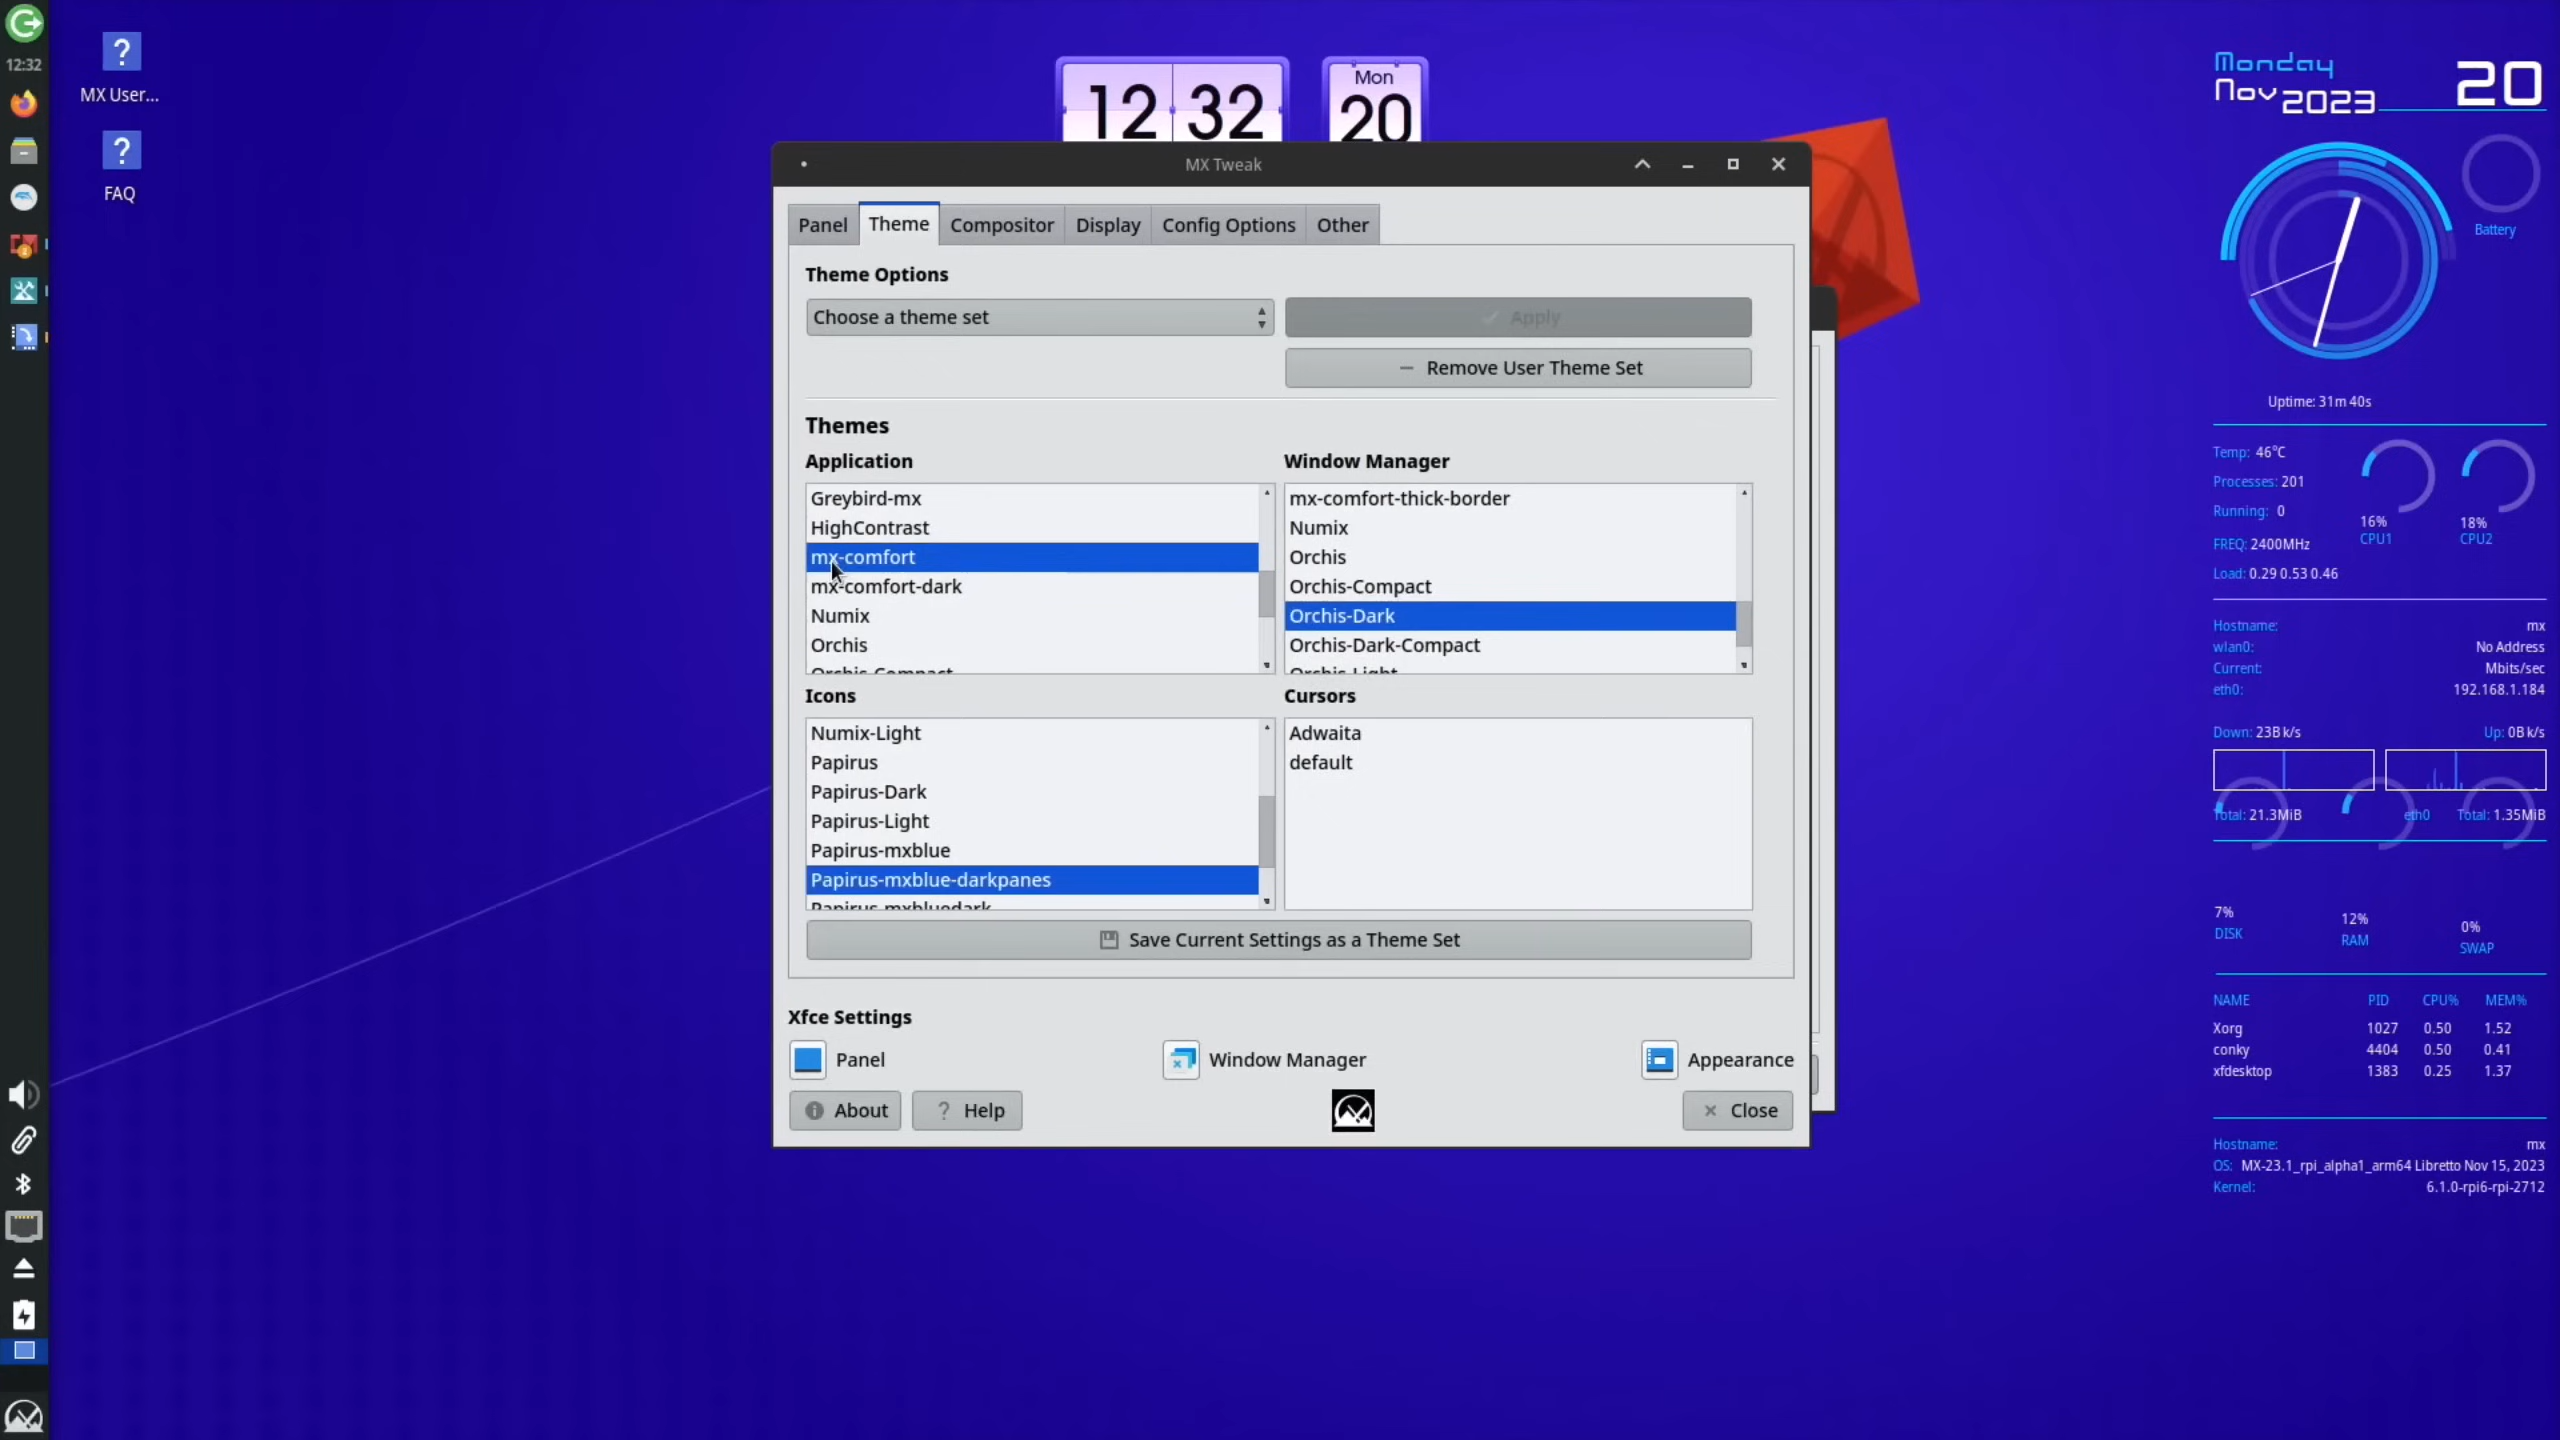 12:32
?
MX User...
?
FAQ
12 32
Mon
20
Monday
Nov 2023
20
Battery
Uptime: 31m 40s
Temp: 46°C
Processes: 201
Running: 0
FREQ: 2400MHz
Load: 0.29 0.53 0.46
16%
CPU1
18%
CPU2
Hostname: mx
wlan0: No Address
Current: Mbits/sec
eth0: 192.168.1.184
Down: 23B k/s Up: 0B k/s
Total: 21.3MiB eth0 Total: 1.35MiB
7%
DISK
12%
RAM
0%
SWAP
NAME PID CPU% MEM%
Xorg 1027 0.50 1.52
conky 4404 0.50 0.41
xfdesktop 1383 0.25 1.37
Hostname: mx
OS: MX-23.1_rpi_alpha1_arm64 Libretto Nov 15, 2023
Kernel: 6.1.0-rpi6-rpi-2712
MX Tweak
Panel Theme Compositor Display Config Options Other
Theme Options
Choose a theme set
Apply
Remove User Theme Set
Themes
Application
Greybird-mx
HighContrast
mx-comfort
mx-comfort-dark
Numix
Orchis
Orchis-Compact
Window Manager
mx-comfort-thick-border
Numix
Orchis
Orchis-Compact
Orchis-Dark
Orchis-Dark-Compact
Orchis-Light
Icons
Numix-Light
Papirus
Papirus-Dark
Papirus-Light
Papirus-mxblue
Papirus-mxblue-darkpanes
Papirus-mxbluedark
Cursors
Adwaita
default
Save Current Settings as a Theme Set
Xfce Settings
Panel
Window Manager
Appearance
About
? Help
Close